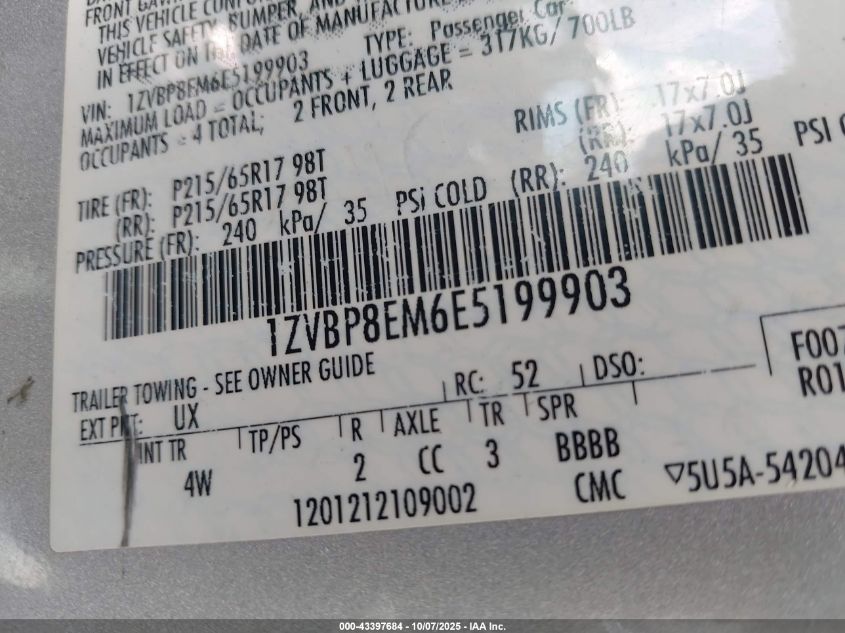 FRONT GAWR
THIS VEHICLE CONFO
VEHICLE SAFETY, BUMPER, AND
IN EFFECT ON THE DATE OF MANUFACTUR
VIN: 1ZVBP8EM6E5199903 TYPE: Passenger Car
MAXIMUM LOAD = OCCUPANTS + LUGGAGE = 317KG/ 700LB
OCCUPANTS = 4 TOTAL; 2 FRONT, 2 REAR
TIRE (FR): P215/65R17 98T RIMS (FR): 17x7.0J
(RR): P215/65R17 98T (RR): 17x7.0J
PRESSURE (FR): 240 kPa/ 35 PSI COLD (RR): 240 kPa/ 35 PSI C
1ZVBP8EM6E5199903
TRAILER TOWING - SEE OWNER GUIDE
EXT PNT: UX RC: 52 DSO:
INT TR TP/PS R AXLE TR SPR
4W 2 CC 3 BBBB
1201212109002 CMC ▽5U5A-54204
F007
R01
000-43397684 - 10/07/2025 - IAA Inc.